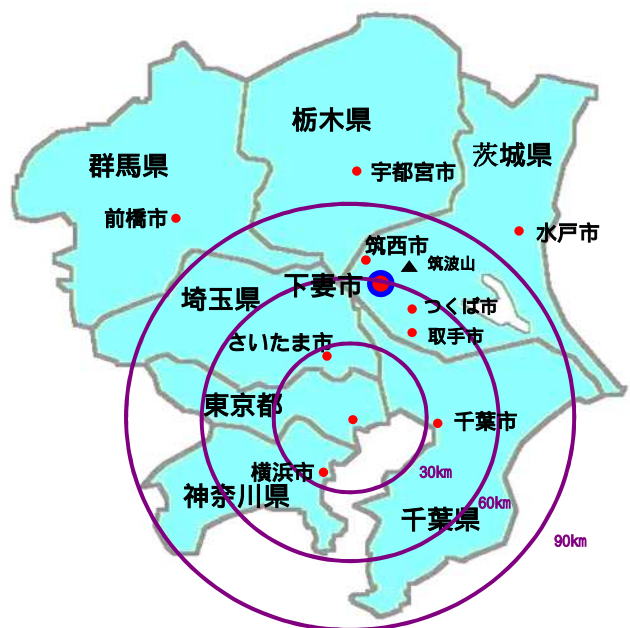 栃木県
茨城県
群馬県
宇都宮市
前橋市
水戸市
筑西市
筑波山
下妻市
埼玉県
つくば市
取手市
さいたま市
東京都
千葉市
横浜市
30km
神奈川県
60km
千葉県
90km